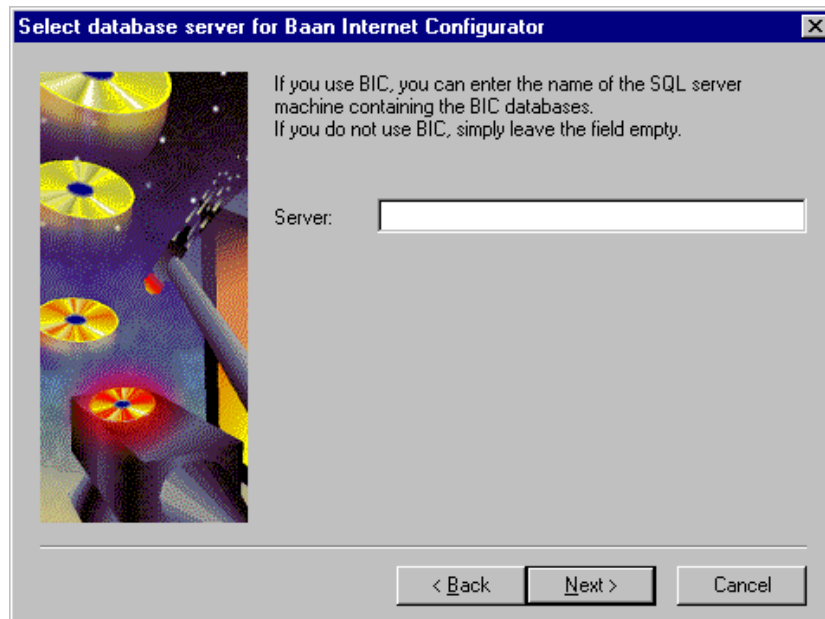 Select database server for Baan Internet Configurator
If you use BIC, you can enter the name of the SQL server
machine containing the BIC databases.
If you do not use BIC, simply leave the field empty.
Server:
< Back
Next >
Cancel